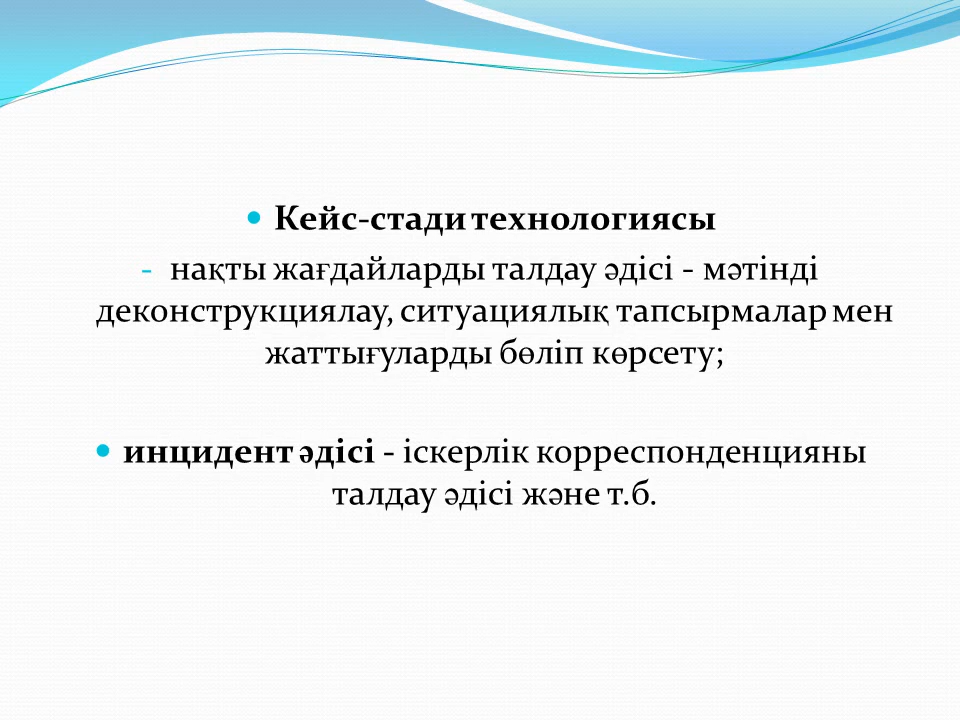 • Кейс-стади технологиясы
- нақты жағдайларды талдау әдісі - мәтінді
деконструкциялау, ситуациялық тапсырмалар мен
жаттығуларды бөліп көрсету;
• инцидент әдісі - іскерлік корреспонденцияны
талдау әдісі және т.б.